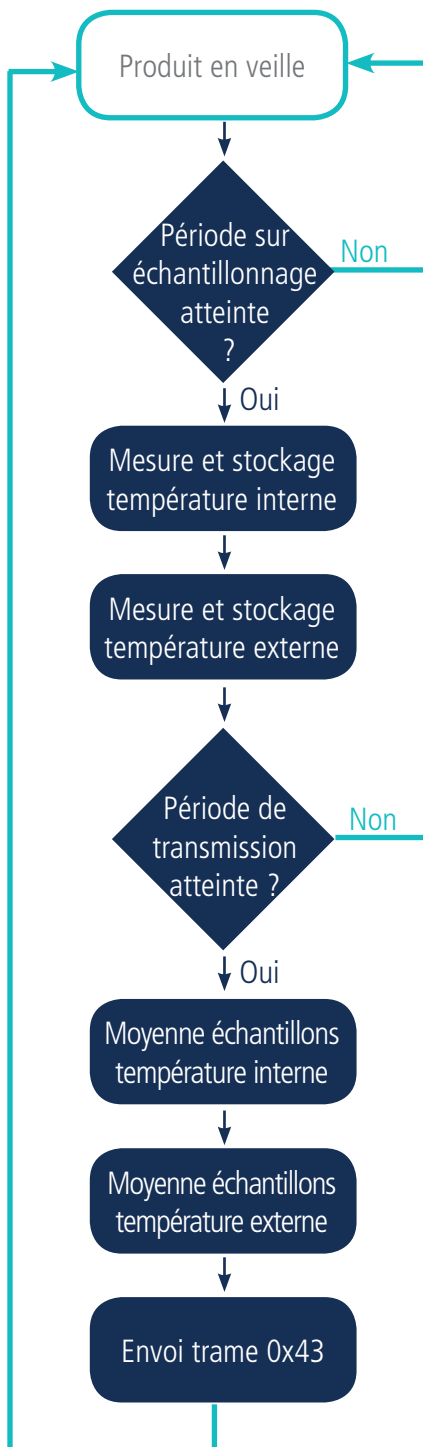 Produit en veille
Période sur
échantillonnage
atteinte
?
Non
Oui
Mesure et stockage
température interne
Mesure et stockage
température externe
Période de
transmission
atteinte ?
Non
Oui
Moyenne échantillons
température interne
Moyenne échantillons
température externe
Envoi trame 0x43